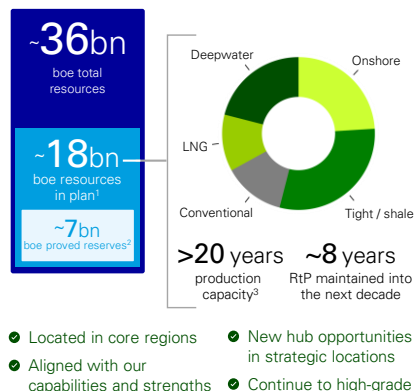 ~36bn
boe total
resources
~18bn
boe resources
in plan¹
~7bn
boe proved reserves²
Deepwater
Onshore
LNG
Conventional
Tight / shale
>20 years
production
capacity³
~8 years
RtP maintained into
the next decade
Located in core regions
Aligned with our
capabilities and strengths
New hub opportunities
in strategic locations
Continue to high-grade